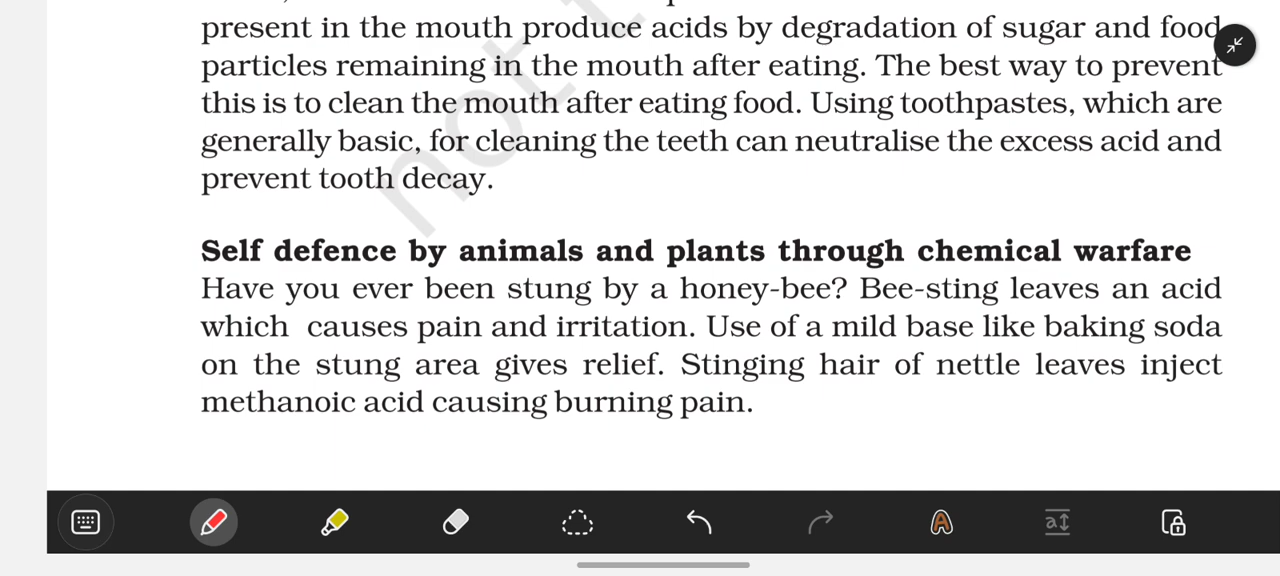 present in the mouth produce acids by degradation of sugar and food
particles remaining in the mouth after eating. The best way to prevent
this is to clean the mouth after eating food. Using toothpastes, which are
generally basic, for cleaning the teeth can neutralise the excess acid and
prevent tooth decay.
Self defence by animals and plants through chemical warfare
Have you ever been stung by a honey-bee? Bee-sting leaves an acid
which causes pain and irritation. Use of a mild base like baking soda
on the stung area gives relief. Stinging hair of nettle leaves inject
methanoic acid causing burning pain.
not
A
a